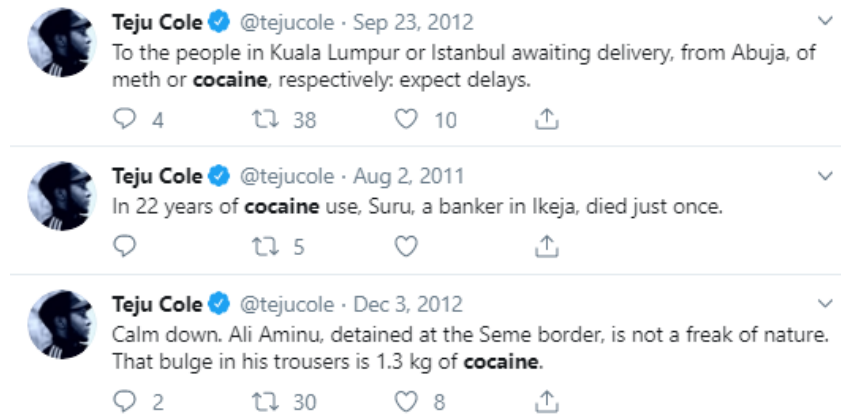 Teju Cole @tejucole · Sep 23, 2012
To the people in Kuala Lumpur or Istanbul awaiting delivery, from Abuja, of
meth or cocaine, respectively: expect delays.
4 38 10
Teju Cole @tejucole · Aug 2, 2011
In 22 years of cocaine use, Suru, a banker in Ikeja, died just once.
5
Teju Cole @tejucole · Dec 3, 2012
Calm down. Ali Aminu, detained at the Seme border, is not a freak of nature.
That bulge in his trousers is 1.3 kg of cocaine.
2 30 8